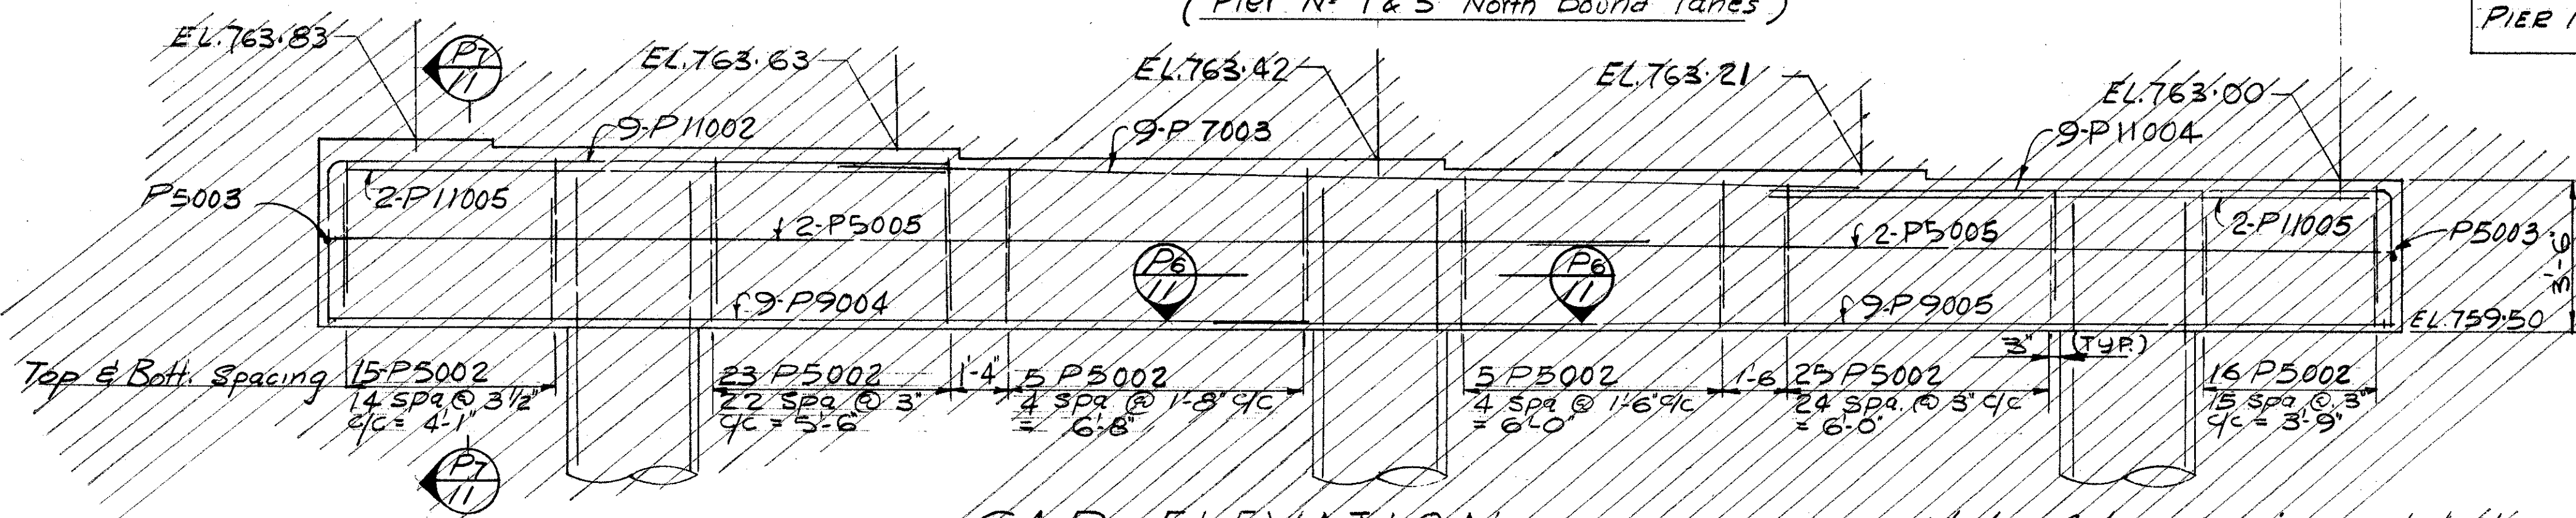 (Pier Nº 1 & 3 North Bound lanes)
PIER
EL.763.83
P7
11
EL.763.63
EL.763.42
EL.763.21
EL.763.00
9-P11002
9-P7003
9-P11004
P5003
2-P11005
2-P5005
P6
11
P6
11
2-P5005
2-P11005
P5003
3'-6"
9-P9004
9-P9005
EL.759.50
3" (TYP.)
Top & Bott. Spacing
15-P5002
14 spa @ 3 1/2"
c/c = 4'-1"
23 P5002
22 spa @ 3"
c/c = 5'-6"
1'-4"
5 P5002
4 spa @ 1'-8" c/c
= 6'-8"
5 P5002
4 spa @ 1'-6" c/c
= 6'-0"
1'-6
25 P5002
24 spa. @ 3" c/c
= 6'-0"
16 P5002
15 spa @ 3"
c/c = 3'-9"
P7
11
CAP ELEVATION